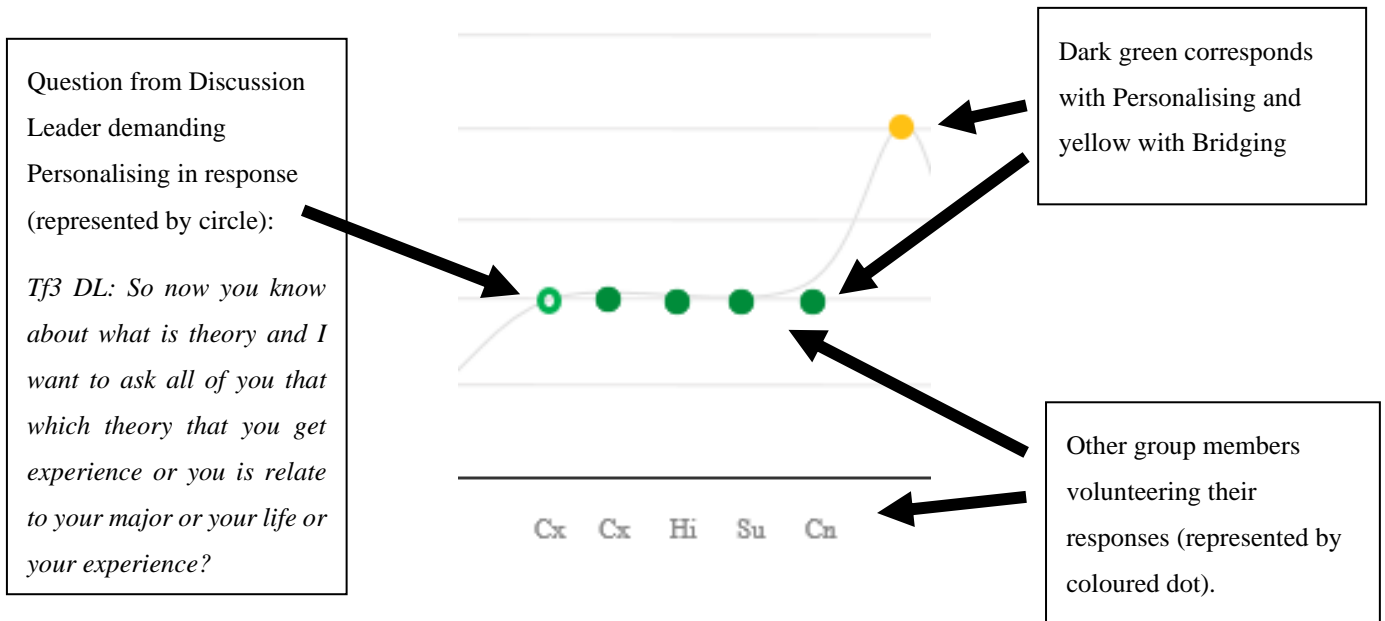 Question from Discussion
Leader demanding
Personalising in response
(represented by circle):
Tf3 DL: So now you know
about what is theory and I
want to ask all of you that
which theory that you get
experience or you is relate
to your major or your life or
your experience?
Dark green corresponds
with Personalising and
yellow with Bridging
Other group members
volunteering their
responses (represented by
coloured dot).
Cx Cx Hi Su Cn